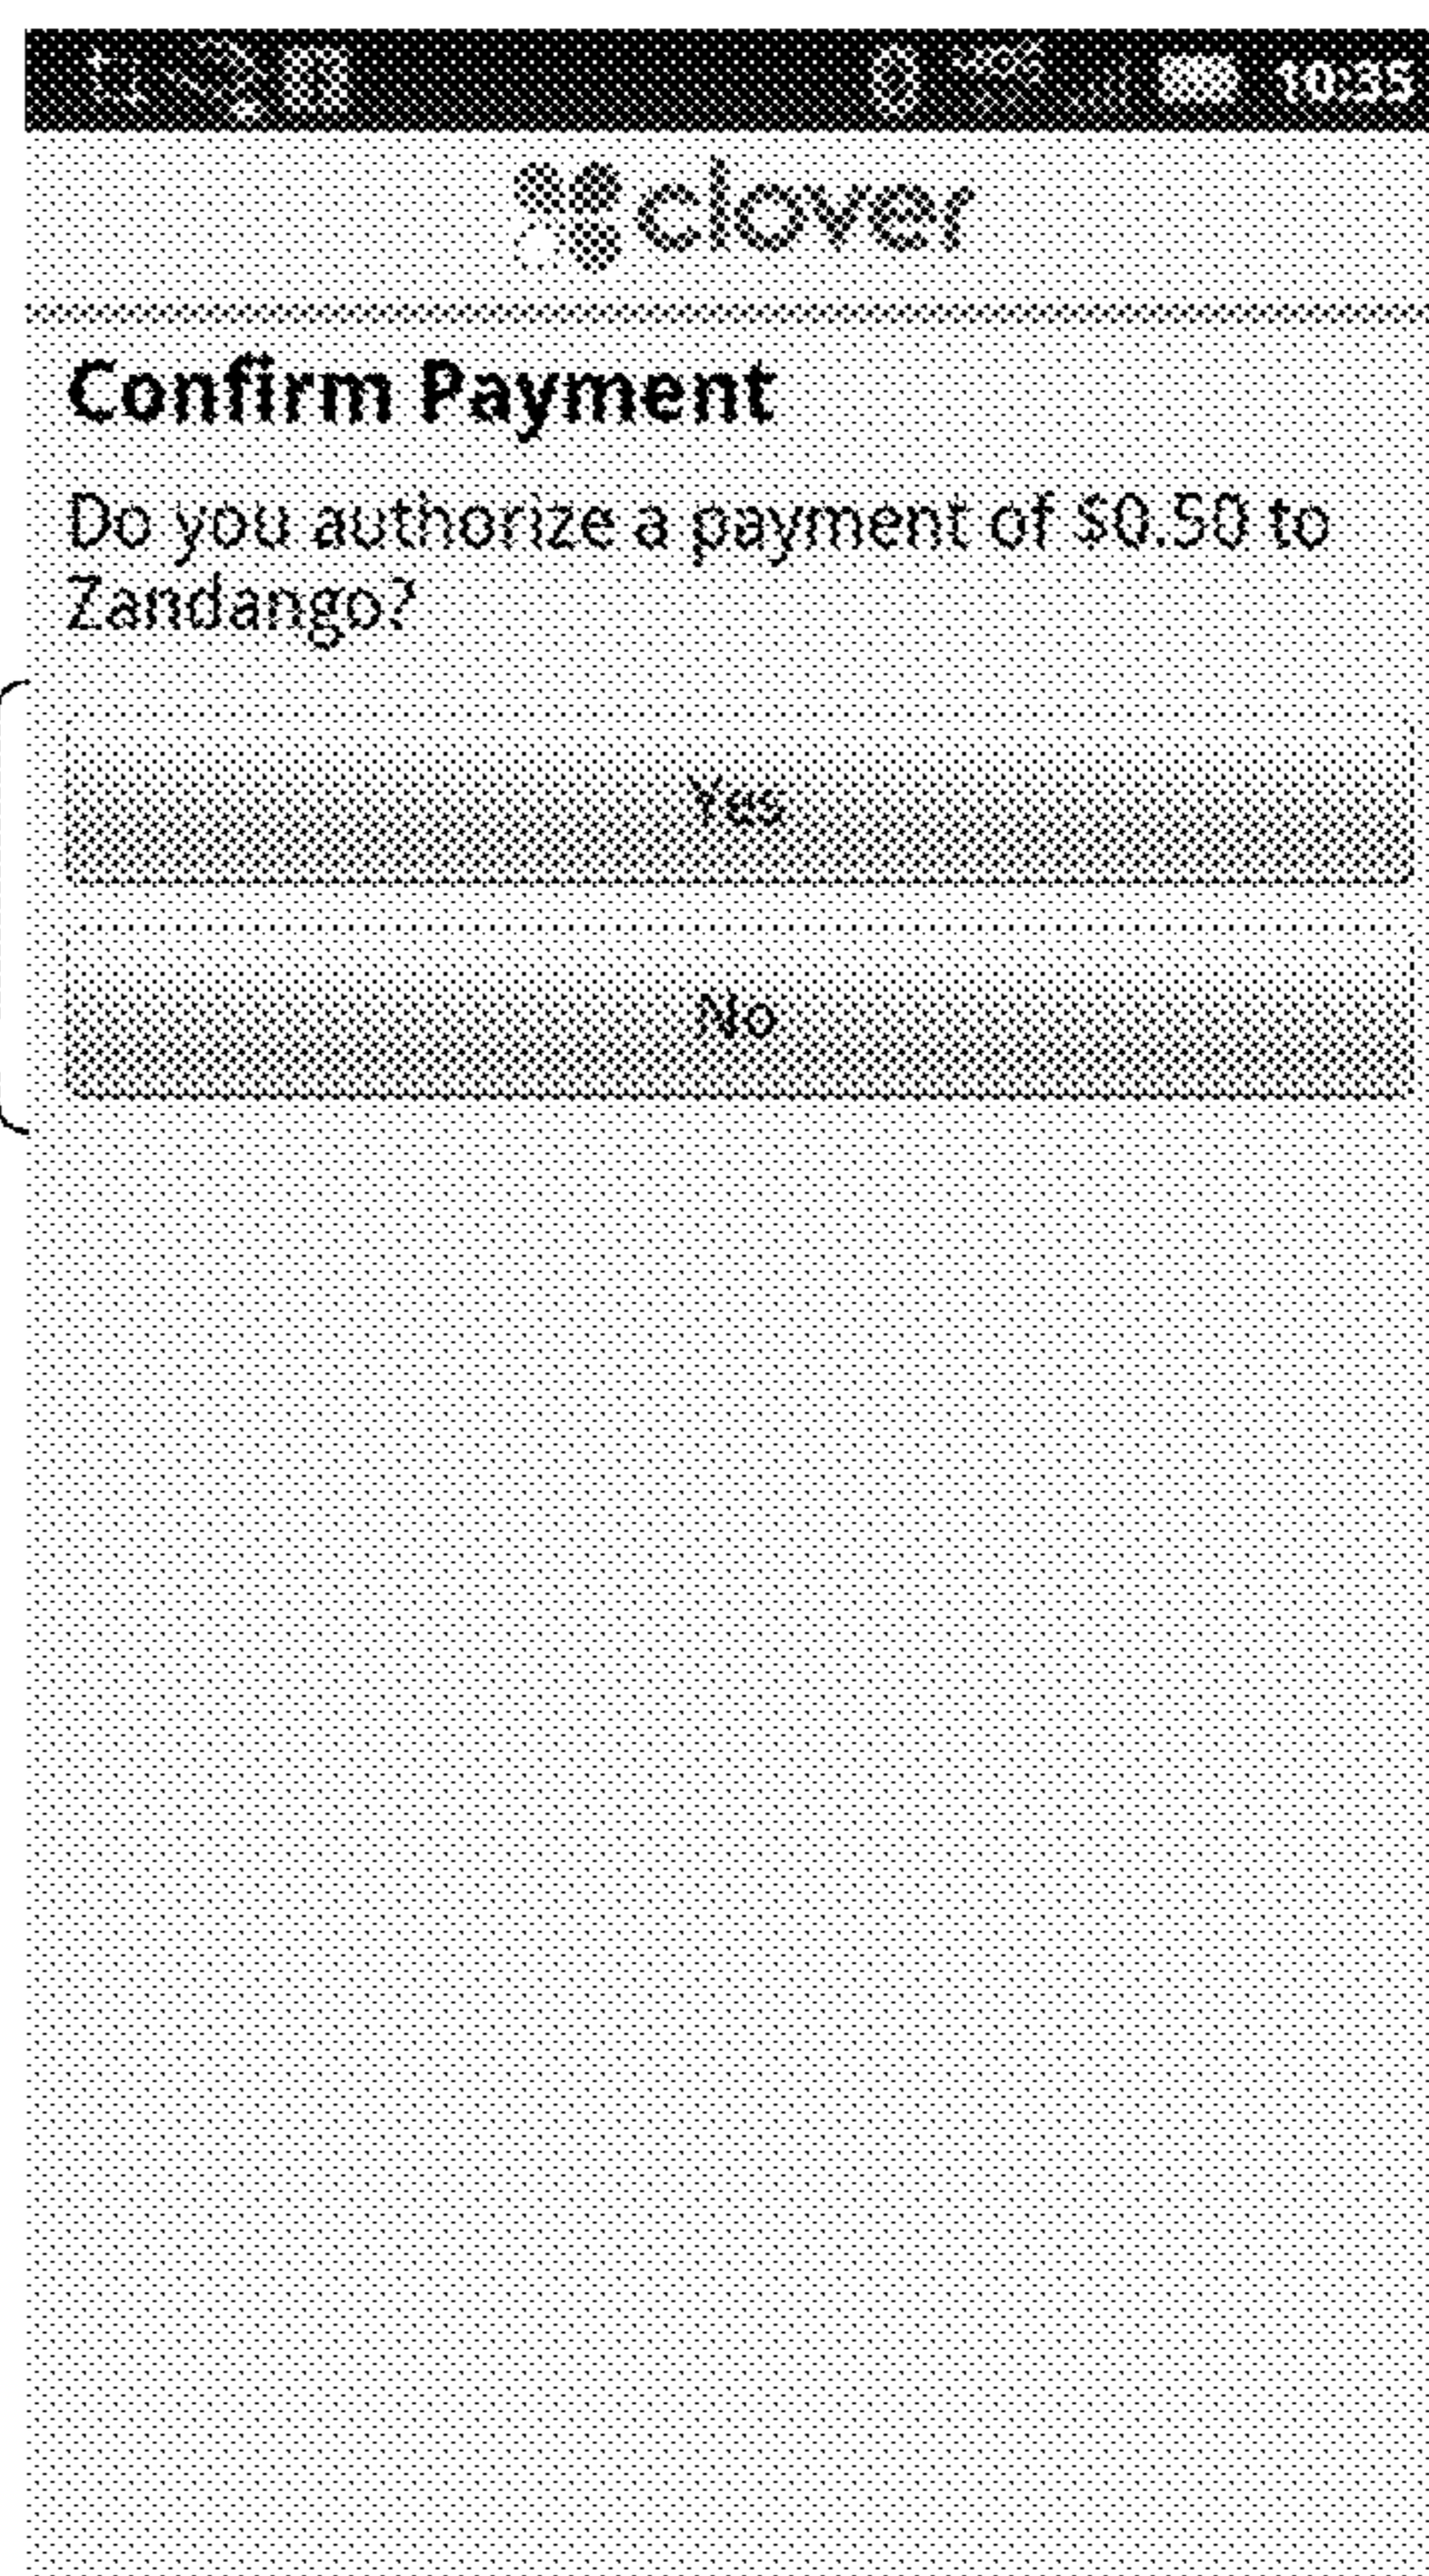 10:35
clover
Confirm Payment
Do you authorize a payment of $0.50 to
Zandango?
Yes
No